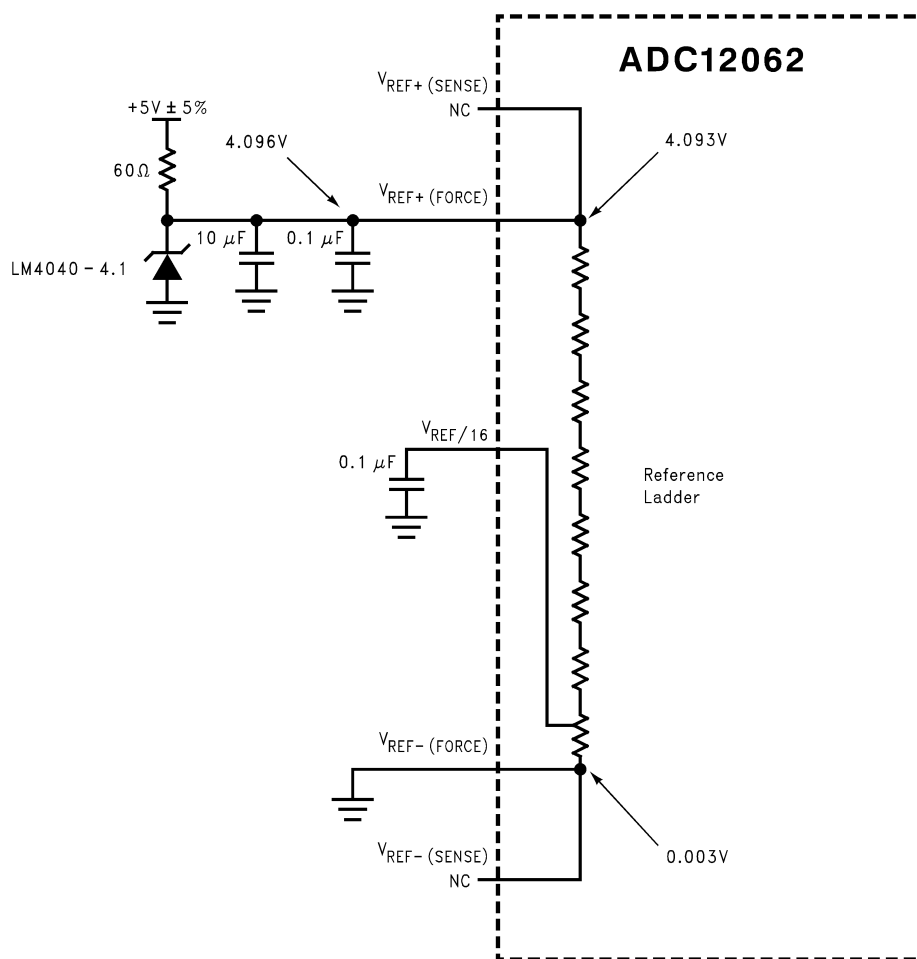 ADC12062
VREF+ (SENSE)
NC
+5V ± 5%
4.096V
4.093V
60Ω
VREF+ (FORCE)
10 μF
0.1 μF
LM4040-4.1
VREF/16
0.1 μF
Reference
Ladder
VREF- (FORCE)
VREF- (SENSE)
NC
0.003V